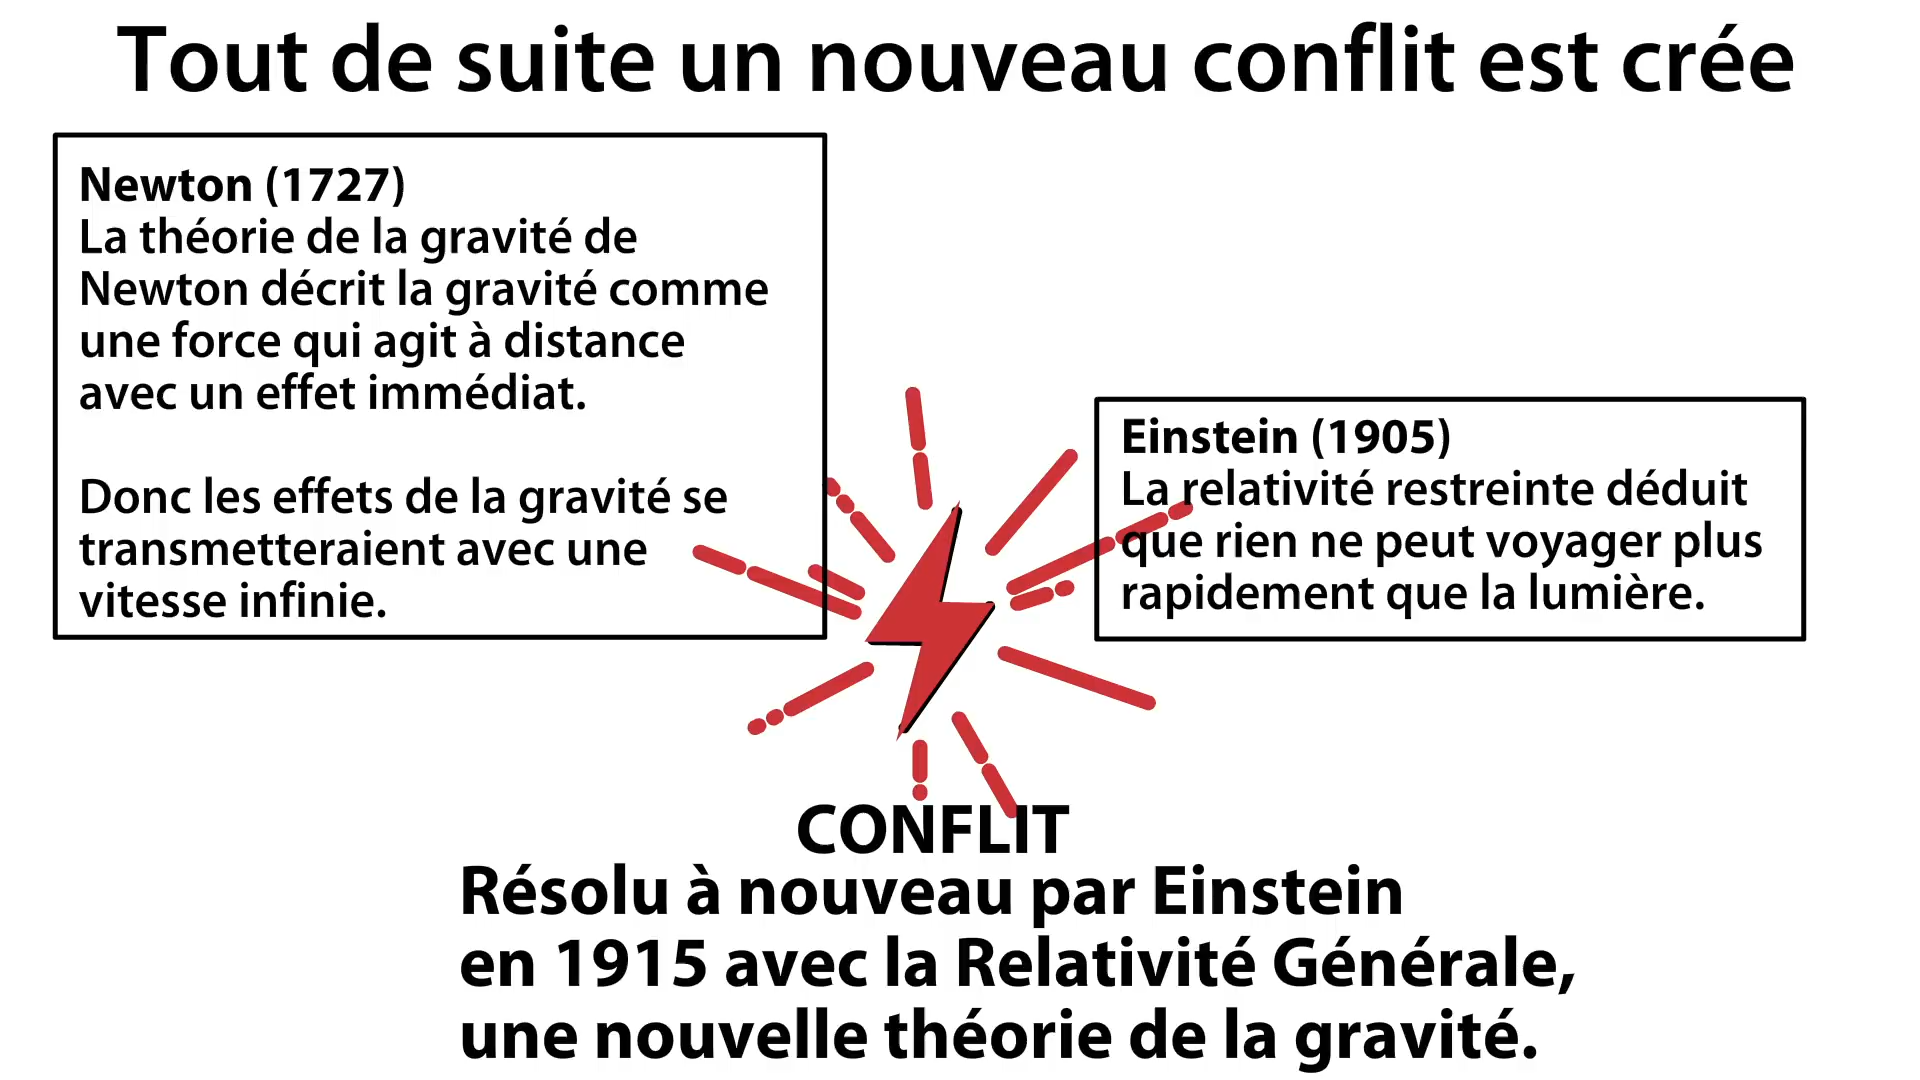 Tout de suite un nouveau conflit est crée
Newton (1727)
La théorie de la gravité de
Newton décrit la gravité comme
une force qui agit à distance
avec un effet immédiat.
Donc les effets de la gravité se
transmetteraient avec une
vitesse infinie.
Einstein (1905)
La relativité restreinte déduit
que rien ne peut voyager plus
rapidement que la lumière.
CONFLIT
Résolu à nouveau par Einstein
en 1915 avec la Relativité Générale,
une nouvelle théorie de la gravité.